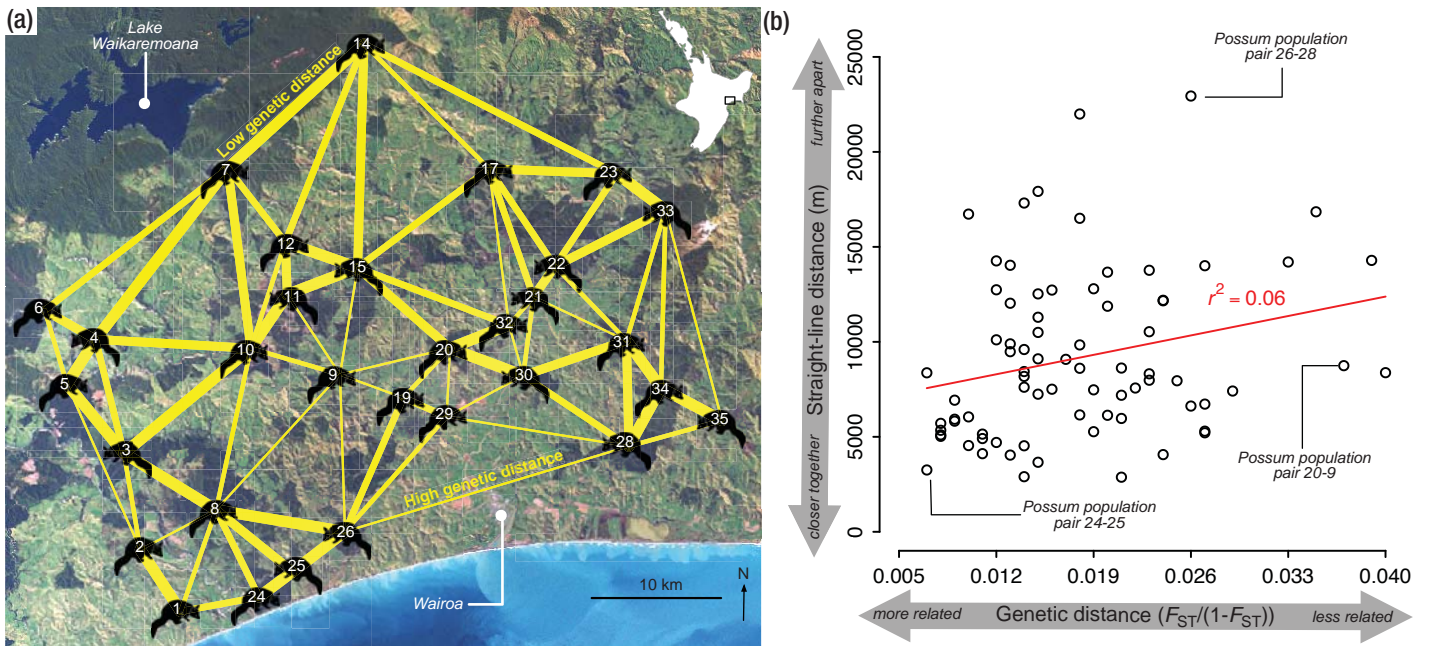 (a)
Lake
Waikaremoana
14
Low genetic distance
7
17
23
33
12
15
22
6
11
21
4
32
10
20
31
5
9
30
34
19
29
35
3
28
High genetic distance
8
26
2
25
24
1
Wairoa
10 km
N
(b)
further apart
Straight-line distance (m)
closer together
25000
20000
15000
10000
5000
0
Possum population
pair 26-28
r² = 0.06
Possum population
pair 20-9
Possum population
pair 24-25
0.005 0.012 0.019 0.026 0.033 0.040
more related Genetic distance (FST/(1-FST)) less related